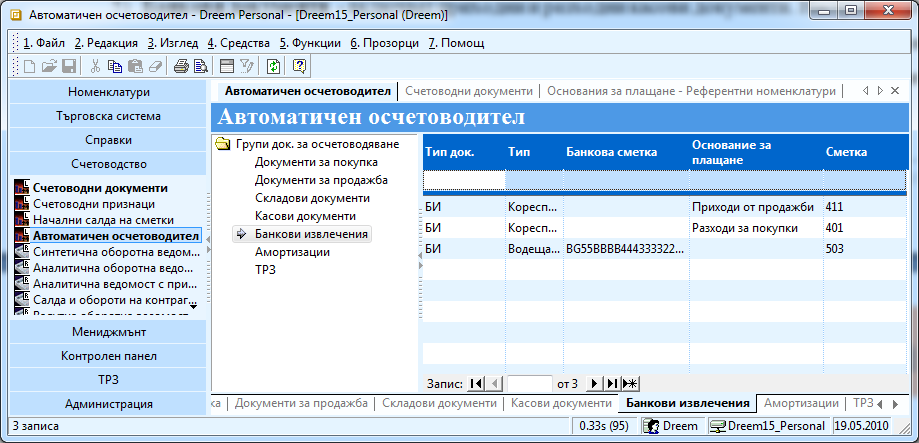 Автоматичен осчетоводител - Dreem Personal - [Dreem15_Personal (Dreem)]
1. Файл 2. Редакция 3. Изглед 4. Средства 5. Функции 6. Прозорци 7. Помощ
Номенклатури
Търговска система
Справки
Счетоводство
Счетоводни документи
Счетоводни признаци
Начални салда на сметки
Автоматичен осчетоводител
Синтетична оборотна ведом...
Аналитична оборотна ведо...
Аналитична ведомост с при...
Салда и обороти на контраг...
Мениджмънт
Контролен панел
ТРЗ
Администрация
Автоматичен осчетоводител | Счетоводни документи | Основания за плащане - Референтни номенклатури |
Автоматичен осчетоводител
Групи док. за осчетоводяване
Документи за покупка
Документи за продажба
Складови документи
Касови документи
Банкови извлечения
Амортизации
ТРЗ
Тип док. Тип Банкова сметка Основание за плащане Сметка
БИ Коресп... Приходи от продажби 411
БИ Коресп... Разходи за покупки 401
БИ Водеща... BG55BBBB444333322... 503
Запис: от 3
ка | Документи за продажба | Складови документи | Касови документи | Банкови извлечения | Амортизации | ТРЗ
3 записа 0.33s (95) Dreem Dreem15_Personal 19.05.2010